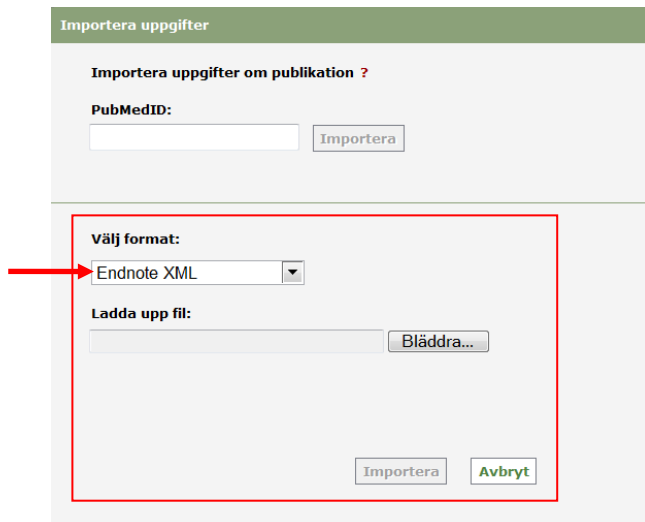 Importera uppgifter
Importera uppgifter om publikation ?
PubMedID:
Importera
Välj format:
Endnote XML
Ladda upp fil:
Bläddra...
Importera
Avbryt